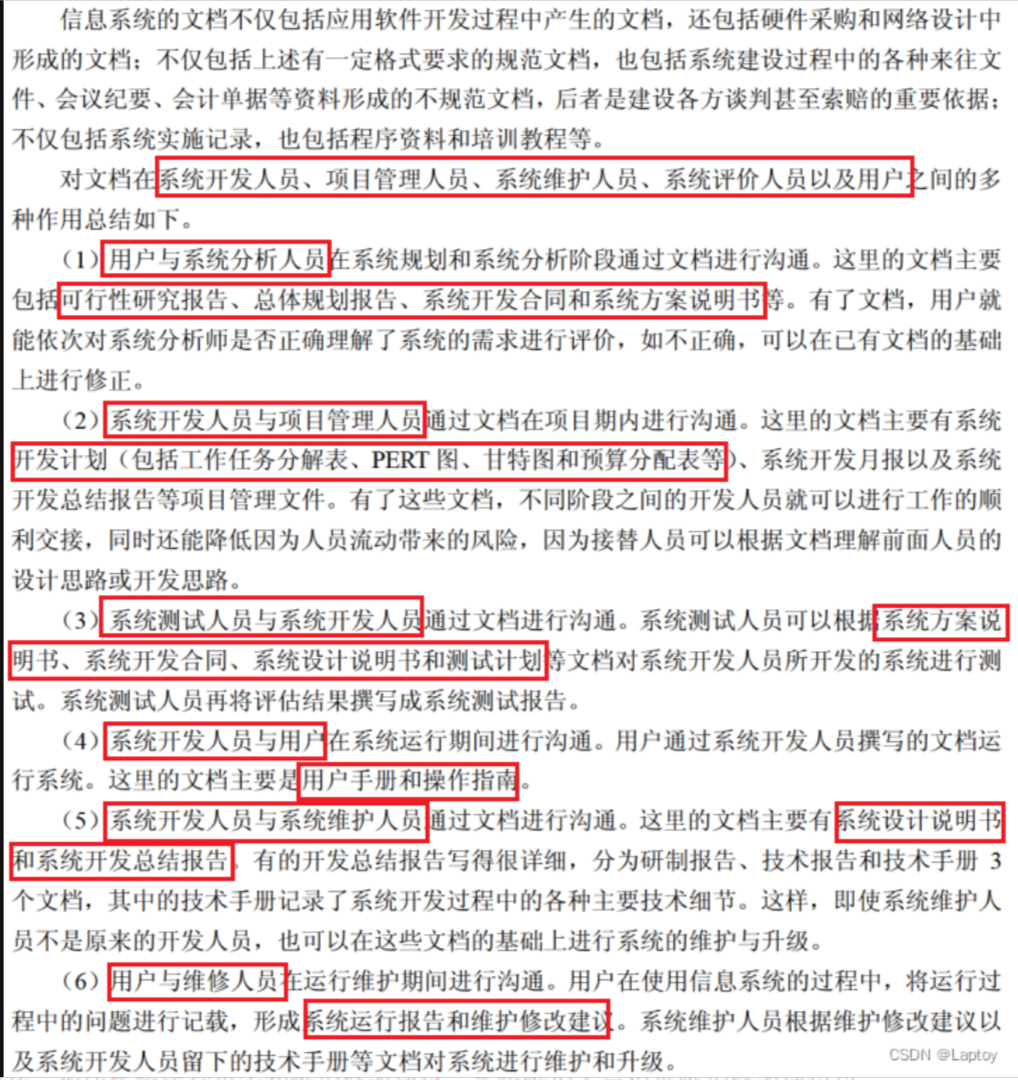 信息系统的文档不仅包括应用软件开发过程中产生的文档，还包括硬件采购和网络设计中
形成的文档；不仅包括上述有一定格式要求的规范文档，也包括系统建设过程中的各种来往文
件、会议纪要、会计单据等资料形成的不规范文档，后者是建设各方谈判甚至索赔的重要依据；
不仅包括系统实施记录，也包括程序资料和培训教程等。
对文档在系统开发人员、项目管理人员、系统维护人员、系统评价人员以及用户之间的多
种作用总结如下。
（1）用户与系统分析人员在系统规划和系统分析阶段通过文档进行沟通。这里的文档主要
包括可行性研究报告、总体规划报告、系统开发合同和系统方案说明书等。有了文档，用户就
能依次对系统分析师是否正确理解了系统的需求进行评价，如不正确，可以在已有文档的基础
上进行修正。
（2）系统开发人员与项目管理人员通过文档在项目期内进行沟通。这里的文档主要有系统
开发计划（包括工作任务分解表、PERT 图、甘特图和预算分配表等）、系统开发月报以及系统
开发总结报告等项目管理文件。有了这些文档，不同阶段之间的开发人员就可以进行工作的顺
利交接，同时还能降低因为人员流动带来的风险，因为接替人员可以根据文档理解前面人员的
设计思路或开发思路。
（3）系统测试人员与系统开发人员通过文档进行沟通。系统测试人员可以根据系统方案说
明书、系统开发合同、系统设计说明书和测试计划等文档对系统开发人员所开发的系统进行测
试。系统测试人员再将评估结果撰写成系统测试报告。
（4）系统开发人员与用户在系统运行期间进行沟通。用户通过系统开发人员撰写的文档运
行系统。这里的文档主要是用户手册和操作指南。
（5）系统开发人员与系统维护人员通过文档进行沟通。这里的文档主要有系统设计说明书
和系统开发总结报告。有的开发总结报告写得很详细，分为研制报告、技术报告和技术手册 3
个文档，其中的技术手册记录了系统开发过程中的各种主要技术细节。这样，即使系统维护人
员不是原来的开发人员，也可以在这些文档的基础上进行系统的维护与升级。
（6）用户与维修人员在运行维护期间进行沟通。用户在使用信息系统的过程中，将运行过
程中的问题进行记载，形成系统运行报告和维护修改建议。系统维护人员根据维护修改建议以
及系统开发人员留下的技术手册等文档对系统进行维护和升级。
CSDN @Laptoy